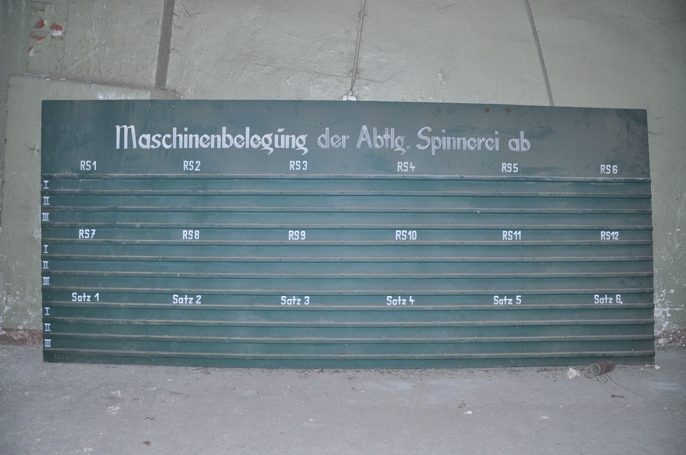 Maschinenbelegung der Abtlg. Spinnerei ab
RS1 RS2 RS3 RS4 RS5 RS6
I
II
III
RS7 RS8 RS9 RS10 RS11 RS12
I
II
III
Satz 1 Satz 2 Satz 3 Satz 4 Satz 5 Satz 6
I
II
III